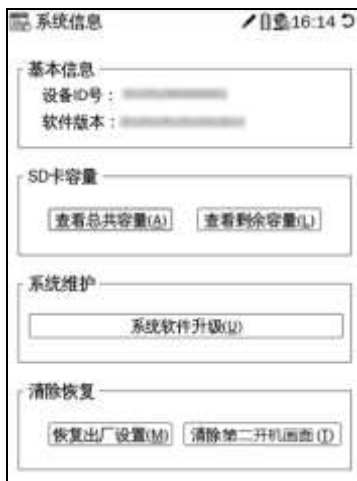 系统信息 16:14
基本信息
设备ID号：
软件版本：
SD卡容量
查看总共容量(A) 查看剩余容量(L)
系统维护
系统软件升级(U)
清除恢复
恢复出厂设置(M) 清除第二开机画面(I)